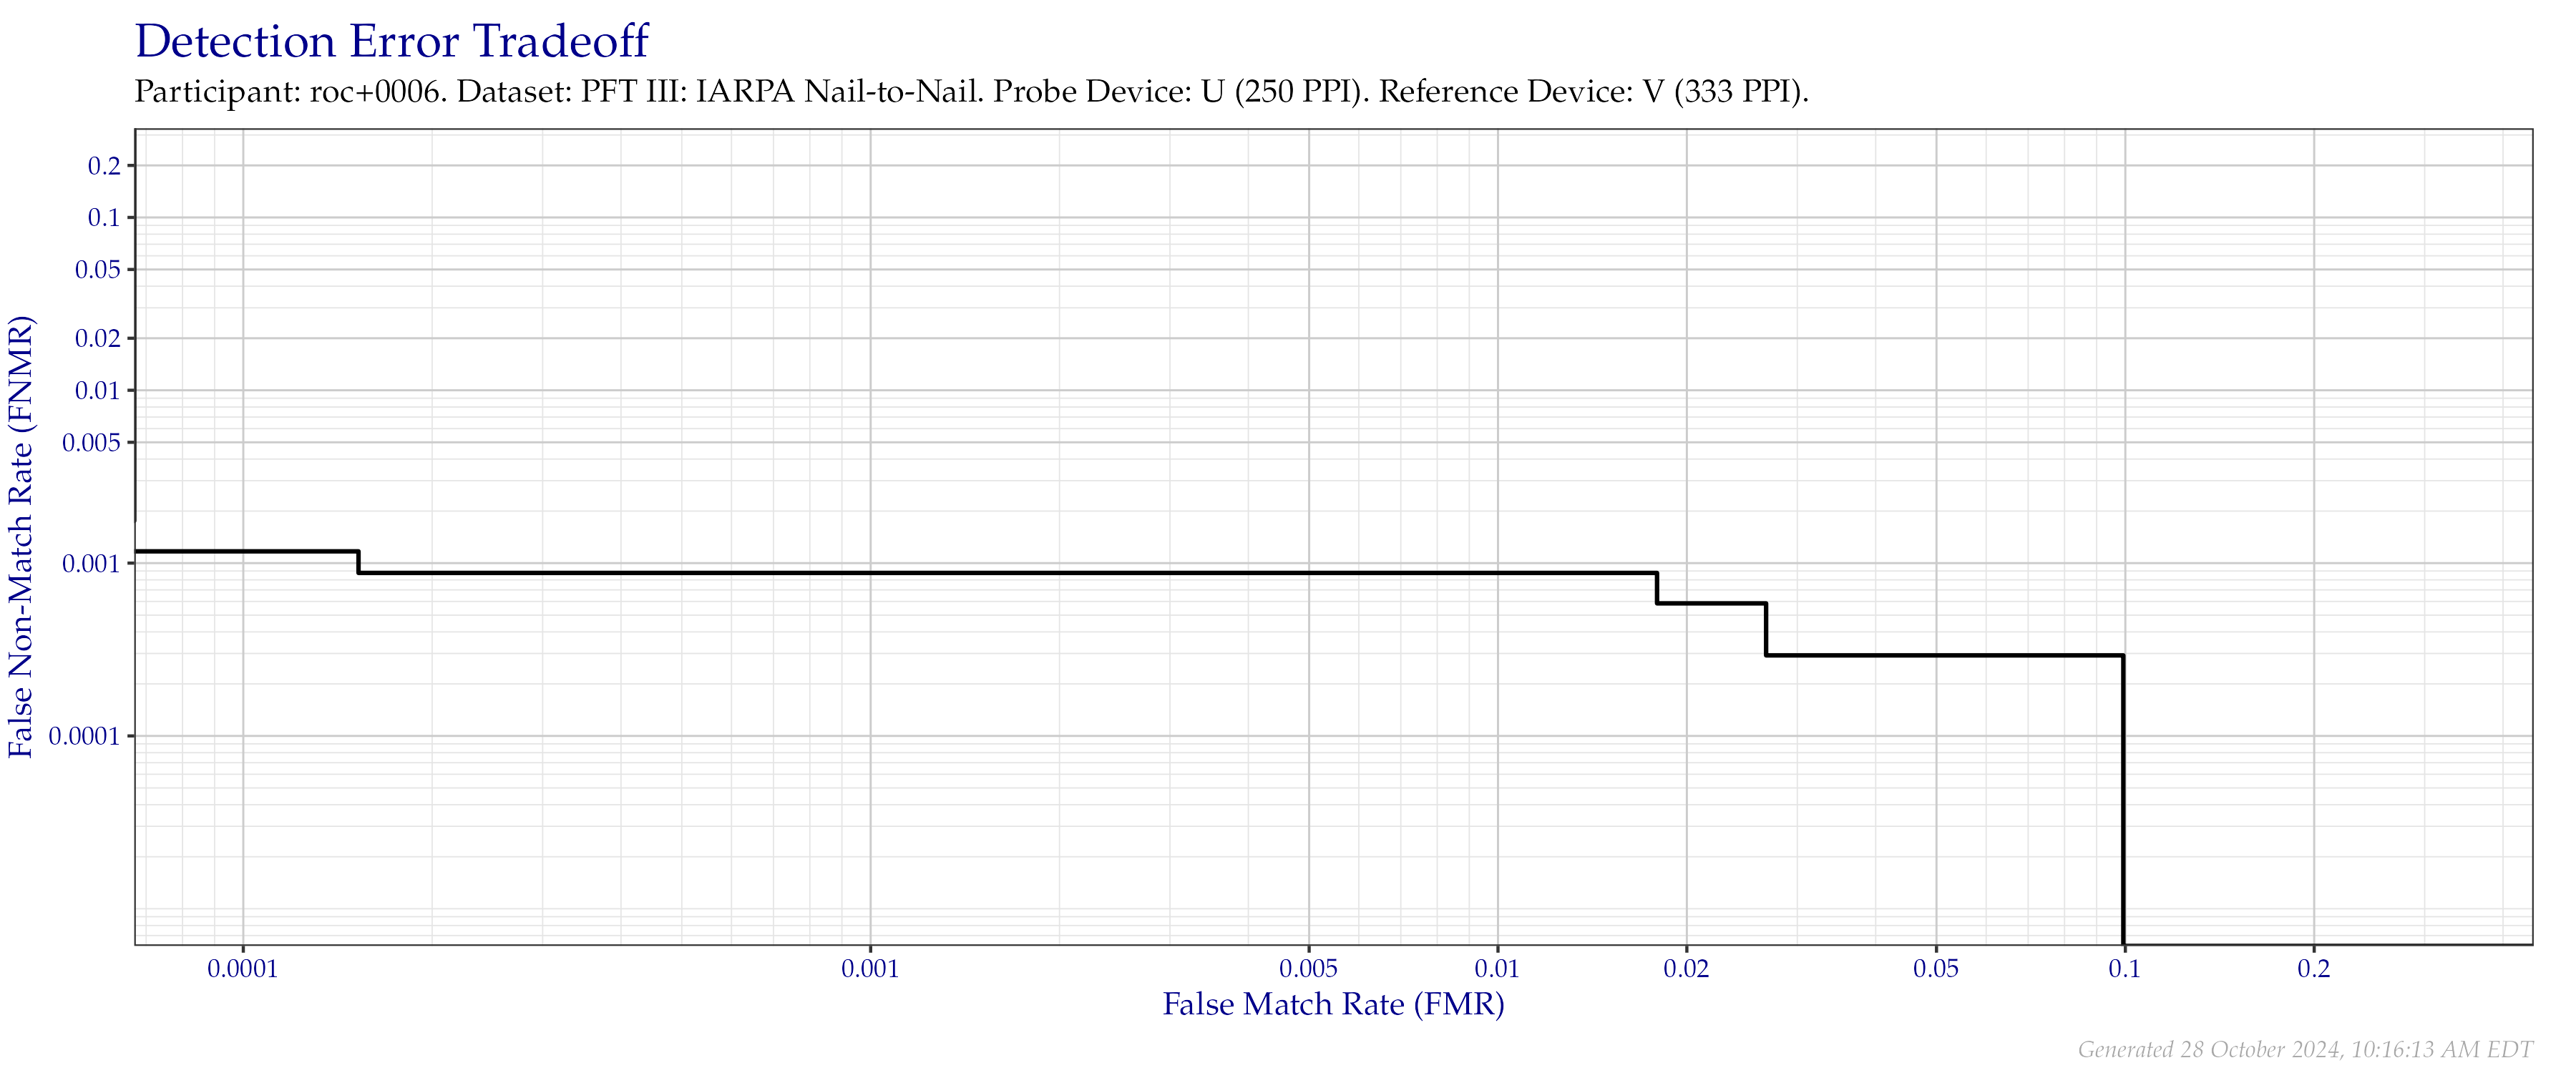 Detection Error Tradeoff
Participant: roc+0006. Dataset: PFT III: IARPA Nail-to-Nail. Probe Device: U (250 PPI). Reference Device: V (333 PPI).
False Non-Match Rate (FNMR)
0.2
0.1
0.05
0.02
0.01
0.005
0.001
0.0001
0.0001 0.001 0.005 0.01 0.02 0.05 0.1 0.2
False Match Rate (FMR)
Generated 28 October 2024, 10:16:13 AM EDT